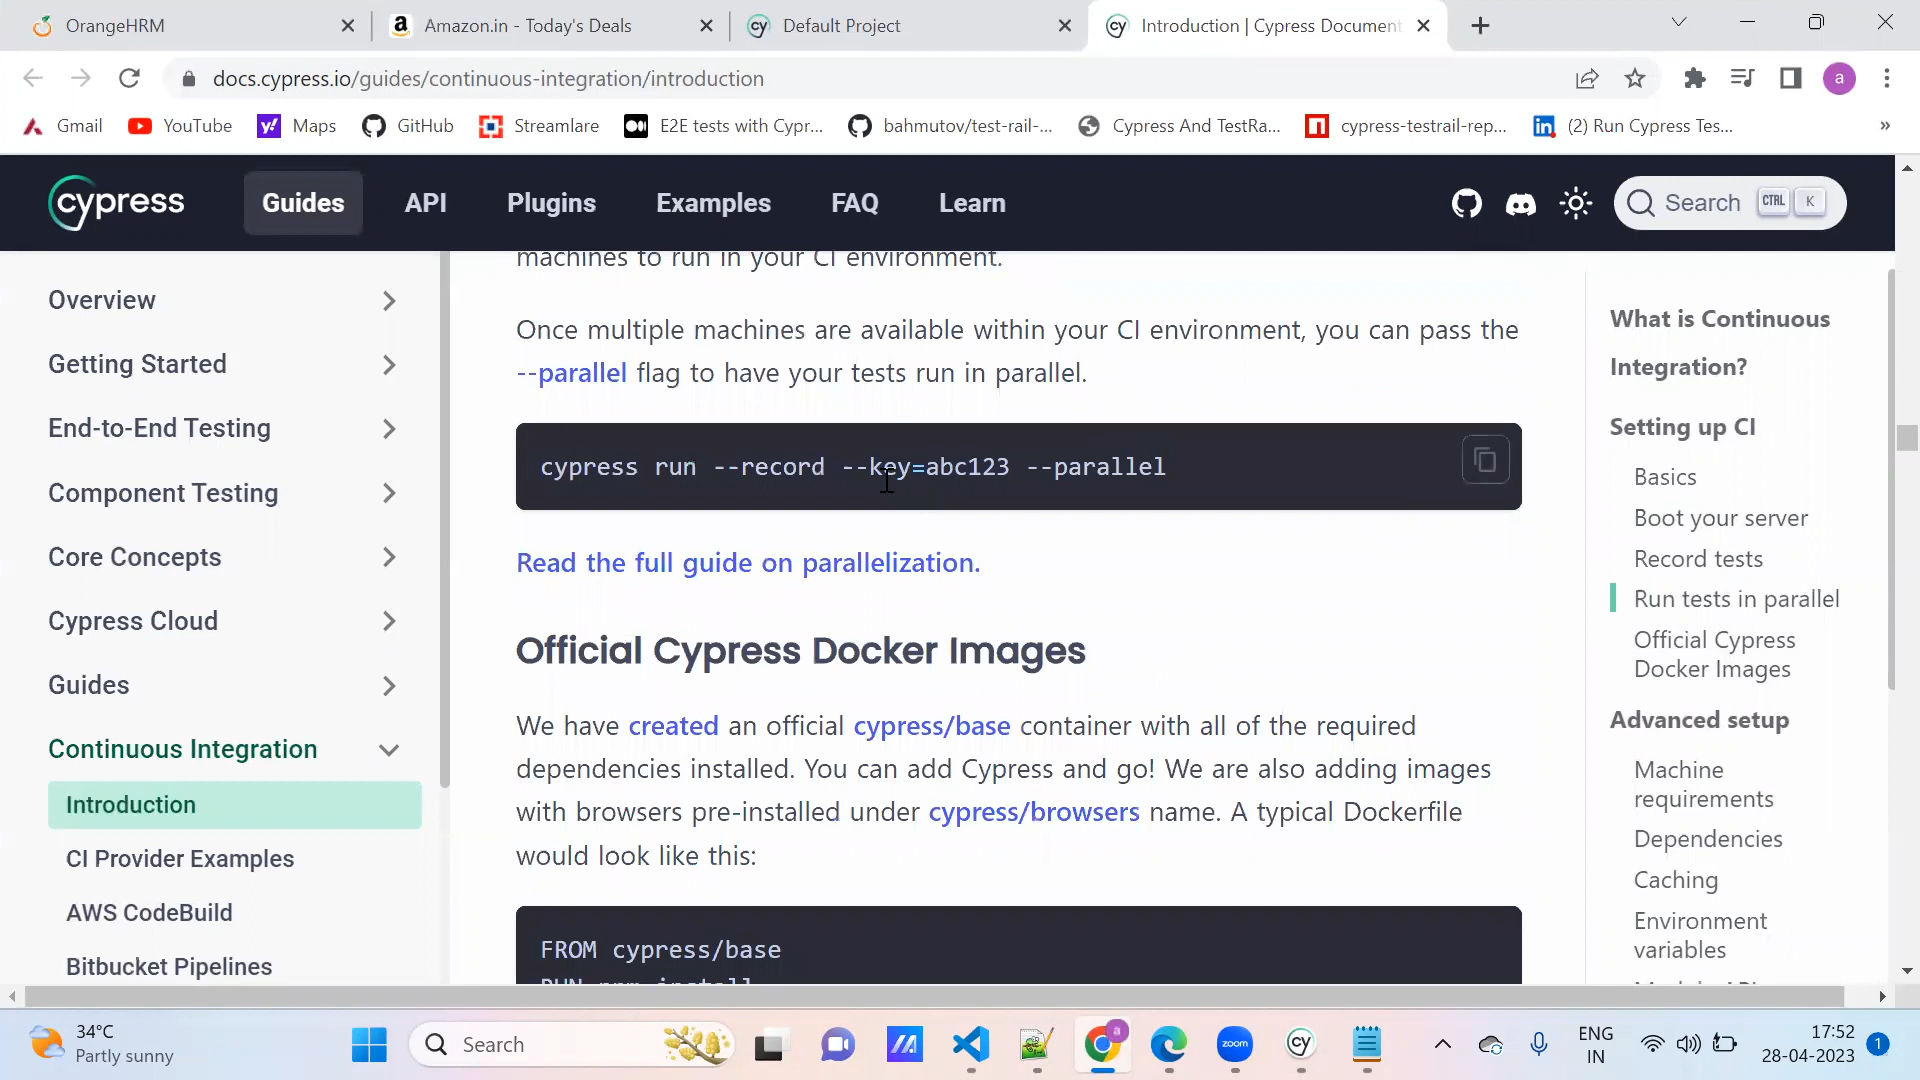 OrangeHRM
Amazon.in - Today's Deals
Default Project
Introduction | Cypress Document
docs.cypress.io/guides/continuous-integration/introduction
a
Gmail
YouTube
Maps
GitHub
Streamlare
E2E tests with Cypr...
bahmutov/test-rail-...
Cypress And TestRa...
cypress-testrail-rep...
(2) Run Cypress Tes...
»
cypress
Guides
API
Plugins
Examples
FAQ
Learn
Search CTRL K
Overview
Getting Started
End-to-End Testing
Component Testing
Core Concepts
Cypress Cloud
Guides
Continuous Integration
Introduction
CI Provider Examples
AWS CodeBuild
Bitbucket Pipelines
machines to run in your CI environment.
Once multiple machines are available within your CI environment, you can pass the
--parallel flag to have your tests run in parallel.
cypress run --record --key=abc123 --parallel
Read the full guide on parallelization.
Official Cypress Docker Images
We have created an official cypress/base container with all of the required
dependencies installed. You can add Cypress and go! We are also adding images
with browsers pre-installed under cypress/browsers name. A typical Dockerfile
would look like this:
FROM cypress/base
RUN npm install
What is Continuous
Integration?
Setting up CI
Basics
Boot your server
Record tests
Run tests in parallel
Official Cypress
Docker Images
Advanced setup
Machine
requirements
Dependencies
Caching
Environment
variables
34°C
Partly sunny
Search
zoom
a
cy
ENG
IN
17:52
28-04-2023
1